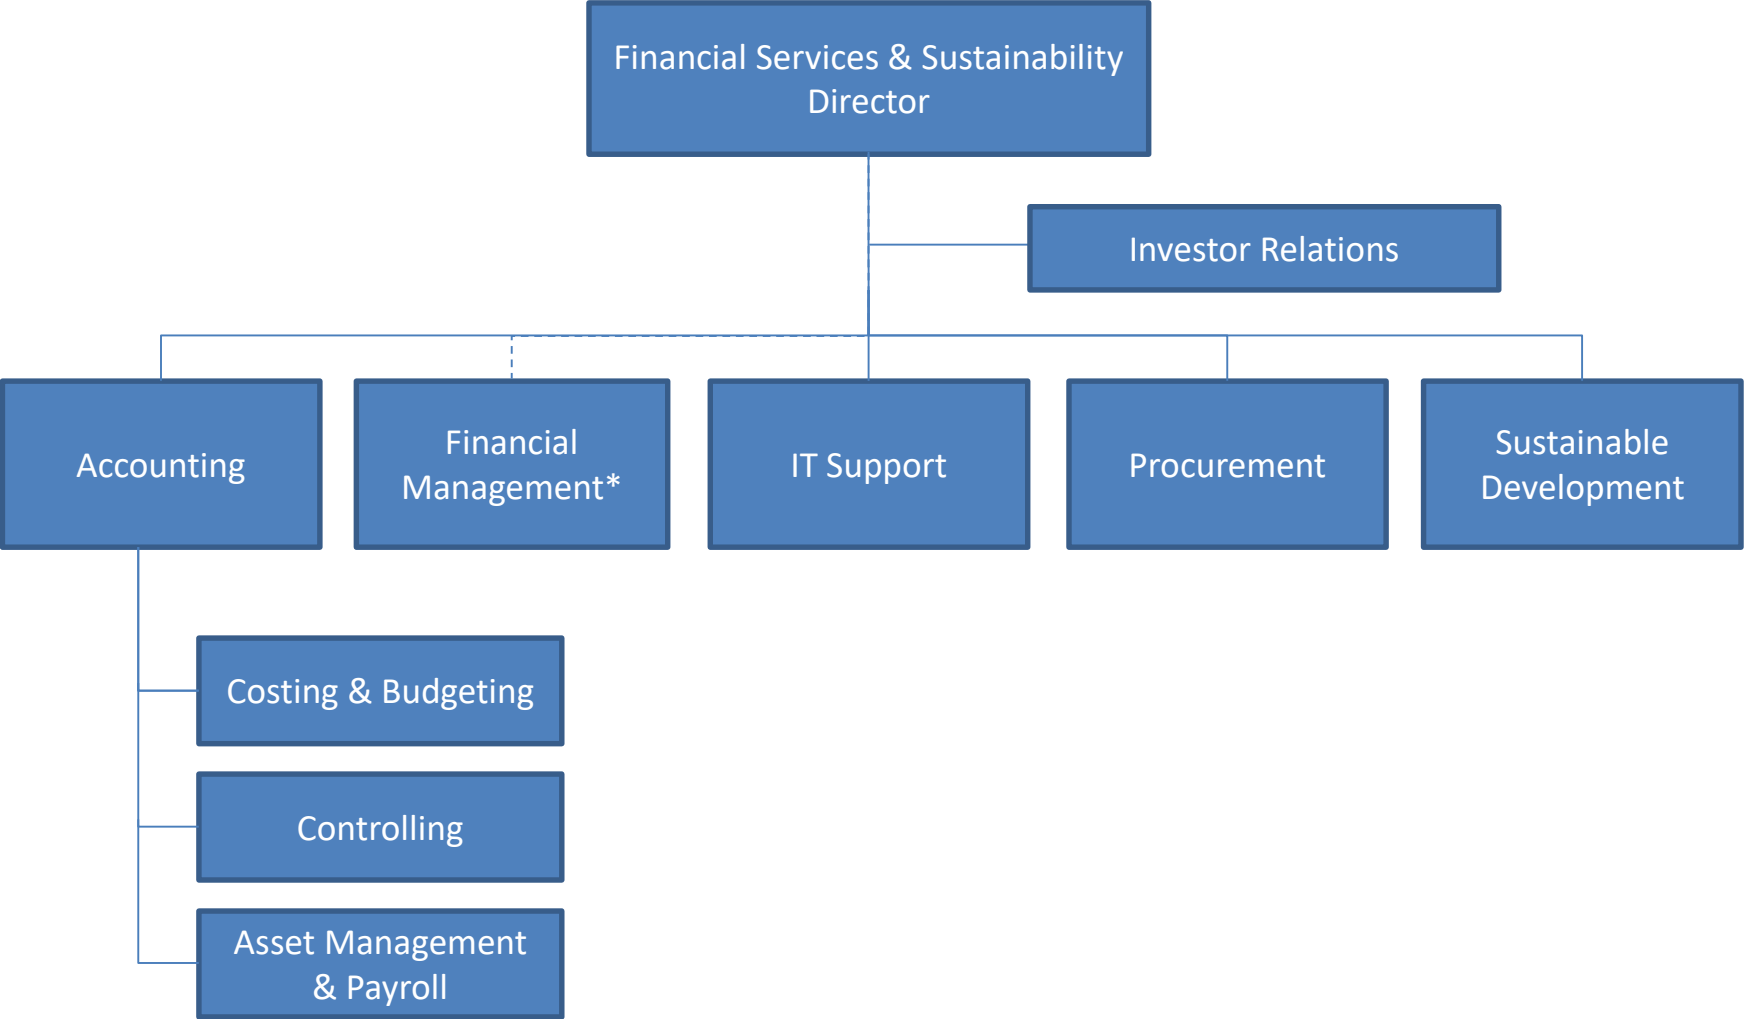 Financial Services & Sustainability
Director
Investor Relations
Accounting
Financial
Management*
IT Support
Procurement
Sustainable
Development
Costing & Budgeting
Controlling
Asset Management
& Payroll